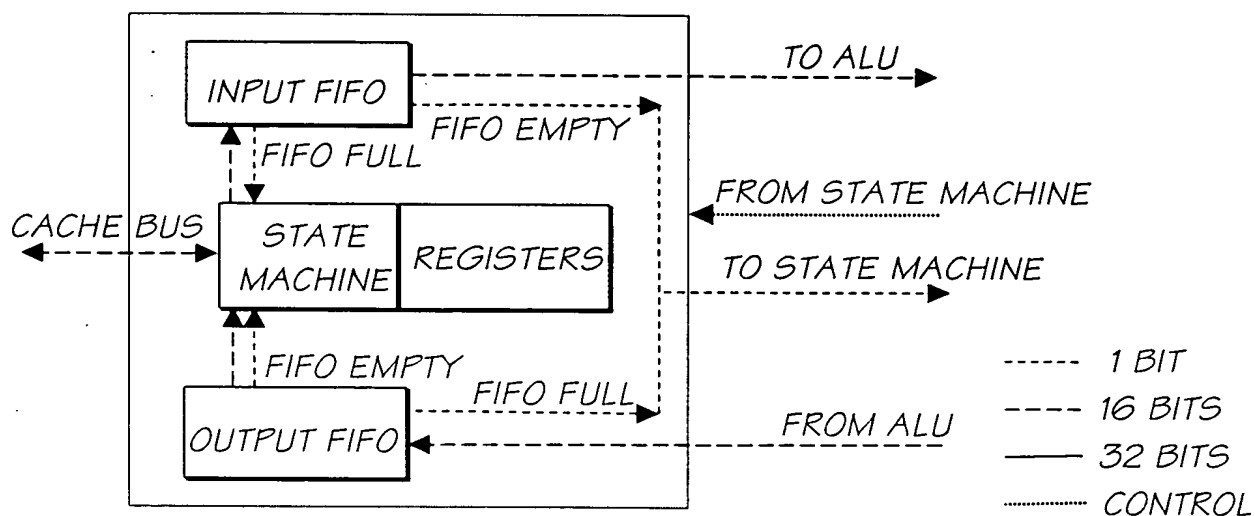 TO ALU
INPUT FIFO
FIFO EMPTY
FIFO FULL
FROM STATE MACHINE
CACHE BUS
STATE
MACHINE
REGISTERS
TO STATE MACHINE
FIFO EMPTY
1 BIT
FIFO FULL
16 BITS
FROM ALU
OUTPUT FIFO
32 BITS
CONTROL